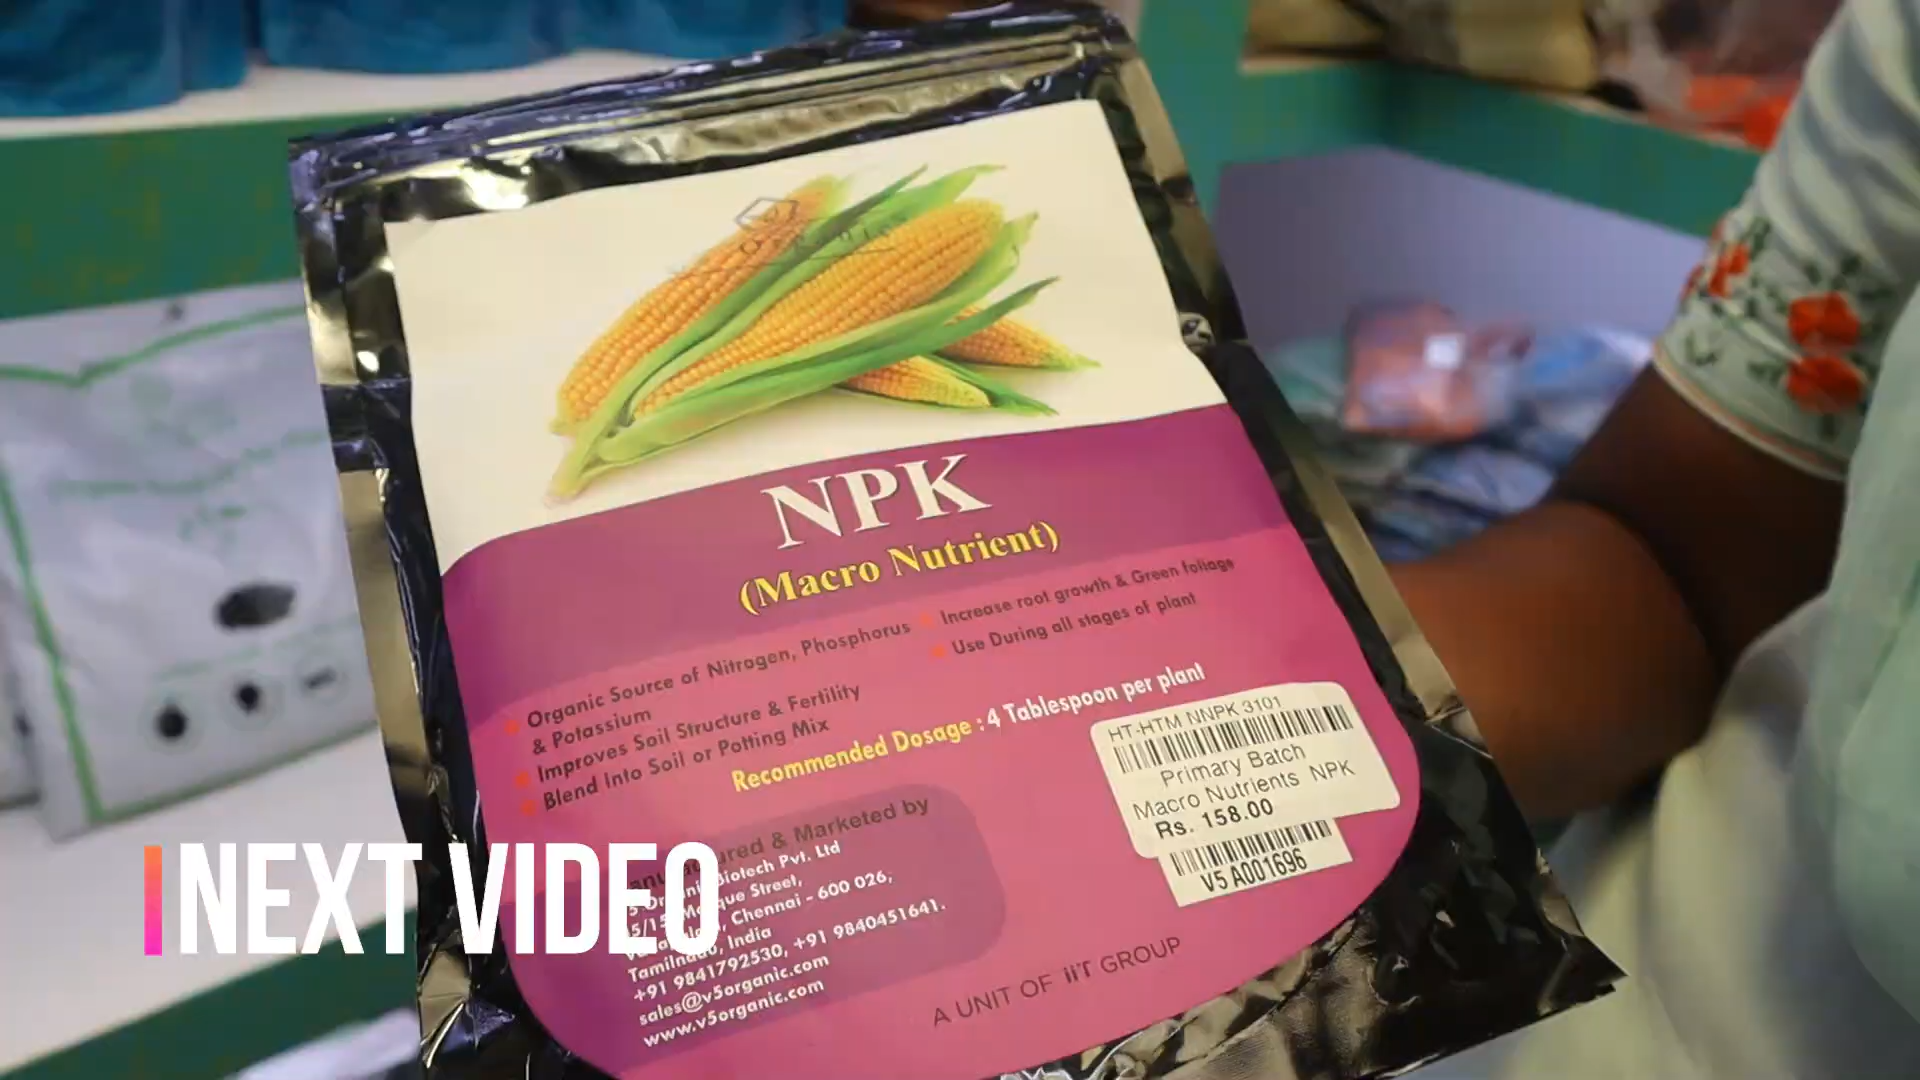 NPK
(Macro Nutrient)
Organic Source of Nitrogen, Phosphorus
& Potassium
Improves Soil Structure & Fertility
Blend Into Soil or Potting Mix
Increase root growth & Green foliage
Use During all stages of plant
Recommended Dosage : 4 Tablespoon per plant
HT-HTM NNPK 3101
Primary Batch
Macro Nutrients NPK
Rs. 158.00
V5 A001696
& Marketed by
Biotech Pvt. Ltd
Street,
Chennai - 600 026,
India
+91 9841792530, +91 9840451641.
sales@v5organic.com
www.v5organic.com
A UNIT OF iiT GROUP
NEXT VIDEO